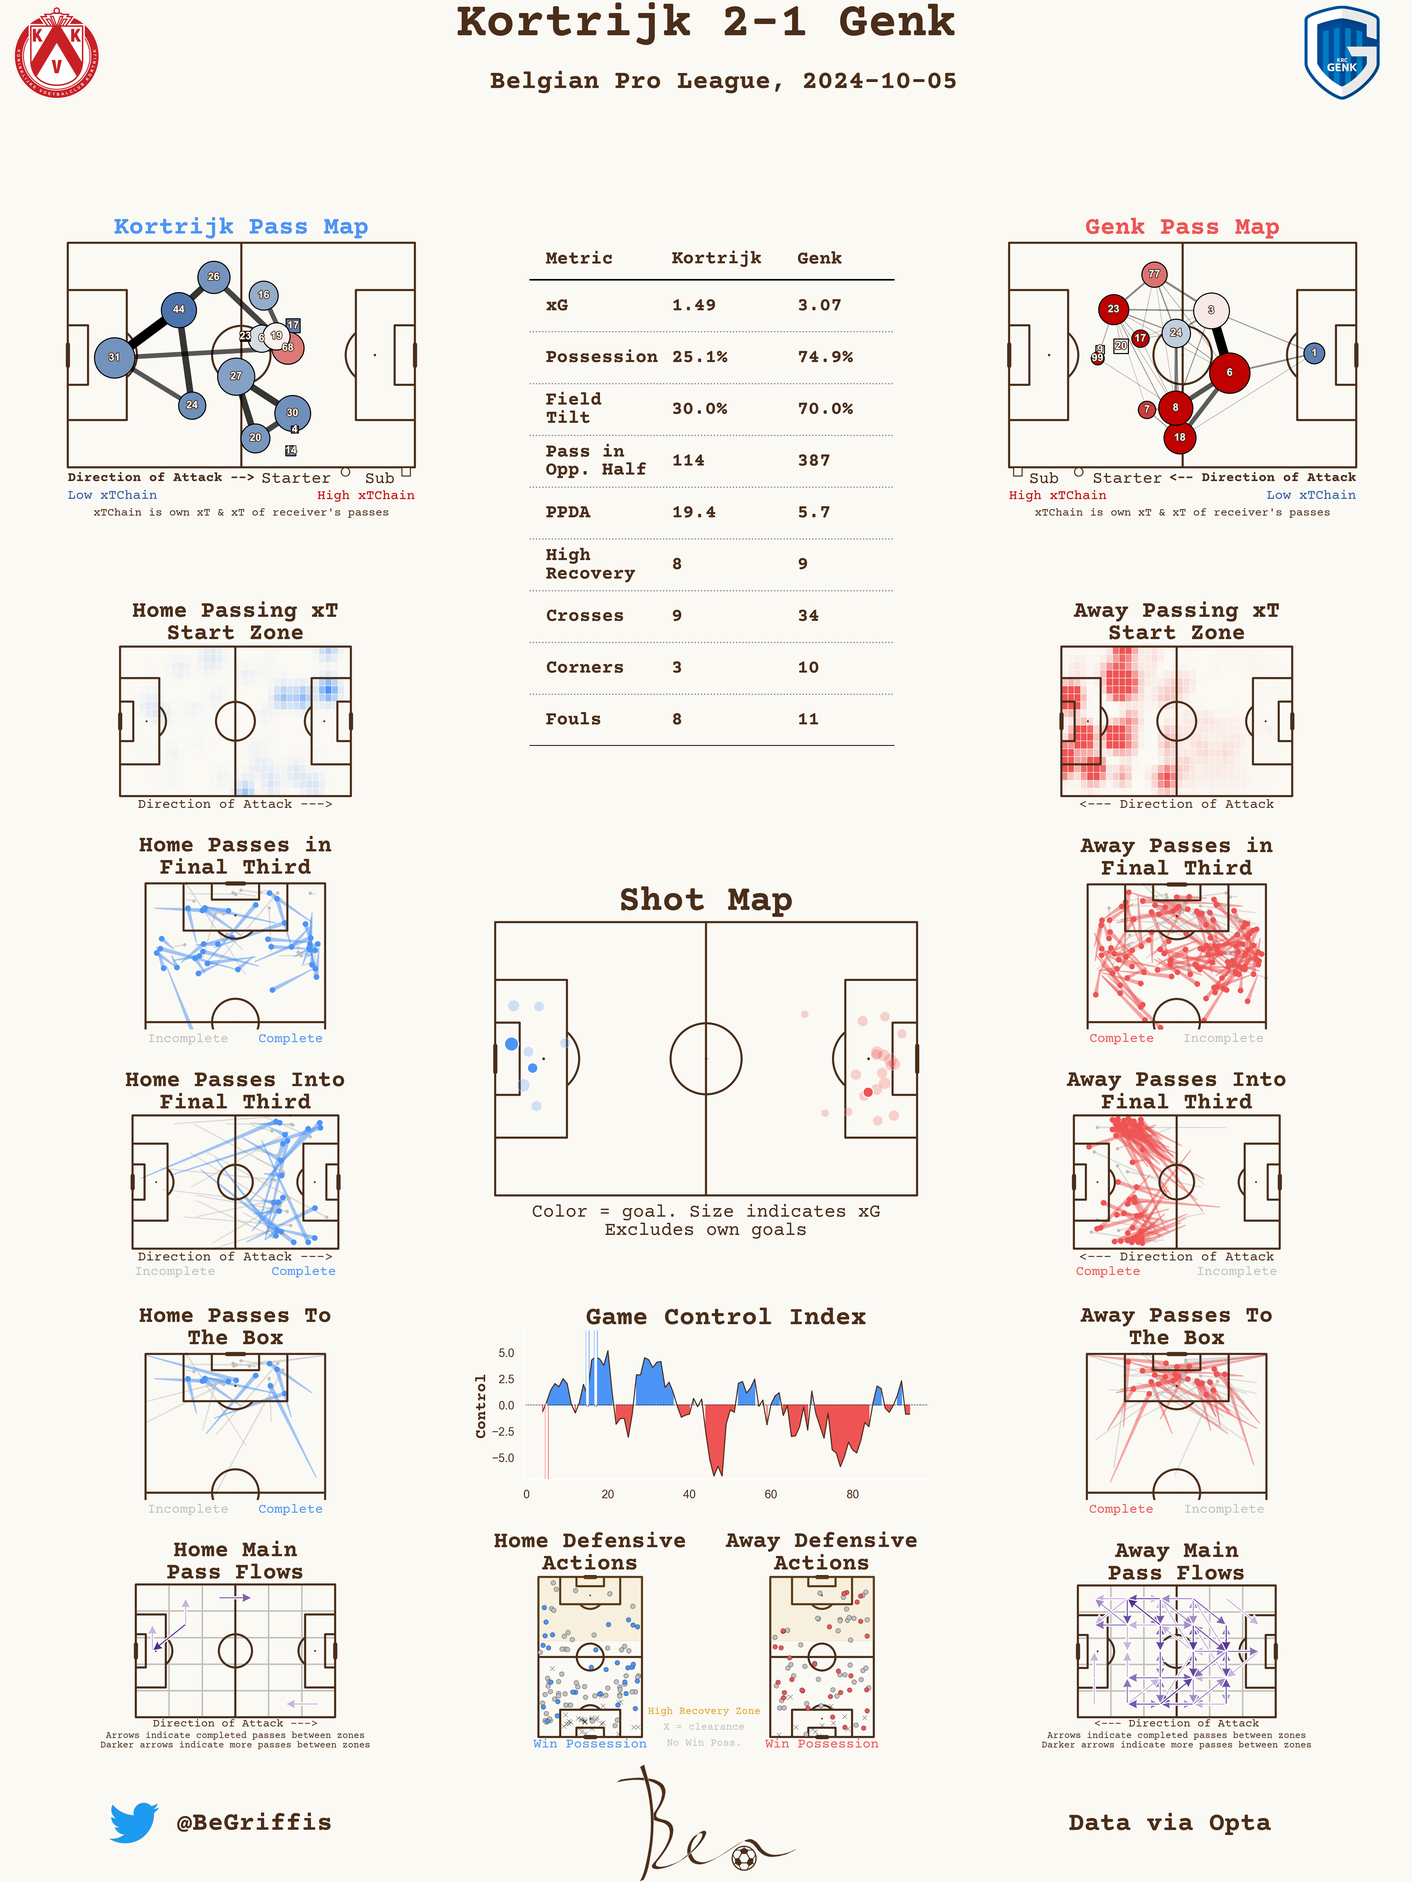 Kortrijk 2-1 Genk
Belgian Pro League, 2024-10-05
KRC
GENK
K K
V
Kortrijk Pass Map
26
16
44
17
23
6
19
68
31
27
24
30
4
20
14
Direction of Attack --> Starter Sub
Low xTChain High xTChain
xTChain is own xT & xT of receiver's passes
Metric Kortrijk Genk
xG 1.49 3.07
Possession 25.1% 74.9%
Field
Tilt 30.0% 70.0%
Pass in
Opp. Half 114 387
PPDA 19.4 5.7
High
Recovery 8 9
Crosses 9 34
Corners 3 10
Fouls 8 11
Genk Pass Map
77
23
3
24
17
20
9
99
1
6
7
8
18
Sub Starter <-- Direction of Attack
High xTChain Low xTChain
xTChain is own xT & xT of receiver's passes
Home Passing xT
Start Zone
Direction of Attack --->
Away Passing xT
Start Zone
<--- Direction of Attack
Home Passes in
Final Third
Incomplete Complete
Away Passes in
Final Third
Complete Incomplete
Shot Map
Color = goal. Size indicates xG
Excludes own goals
Home Passes Into
Final Third
Direction of Attack --->
Incomplete Complete
Away Passes Into
Final Third
<--- Direction of Attack
Complete Incomplete
Home Passes To
The Box
Incomplete Complete
Game Control Index
Control
5.0
2.5
0.0
−2.5
−5.0
0 20 40 60 80
Away Passes To
The Box
Complete Incomplete
Home Main
Pass Flows
Direction of Attack --->
Arrows indicate completed passes between zones
Darker arrows indicate more passes between zones
Home Defensive
Actions
Win Possession
Away Defensive
Actions
Win Possession
High Recovery Zone
X = clearance
No Win Poss.
Away Main
Pass Flows
<--- Direction of Attack
Arrows indicate completed passes between zones
Darker arrows indicate more passes between zones
@BeGriffis
Ben
Data via Opta